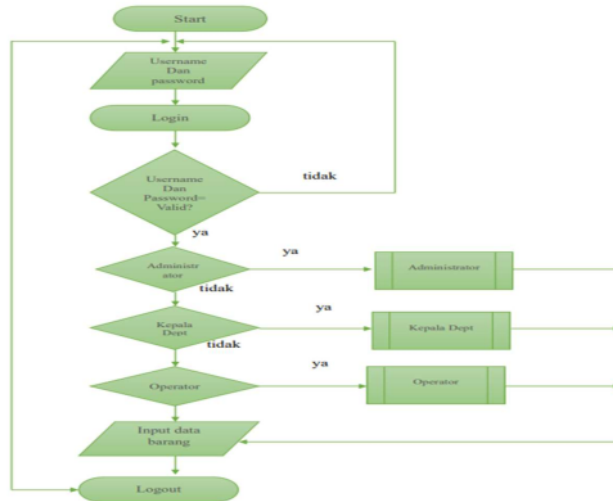 Start
Username
Dan
password
Login
Username
Dan
Password=
Valid?
tidak
ya
Administr
ator
ya
Administrator
tidak
Kepala
Dept
ya
Kepala Dept
tidak
Operator
ya
Operator
Input data
barang
Logout